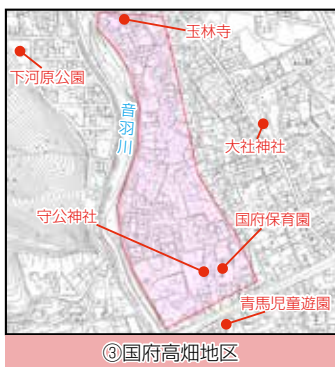 玉林寺
下河原公園
音羽川
大社神社
守公神社
国府保育園
青馬児童遊園
③国府高畑地区